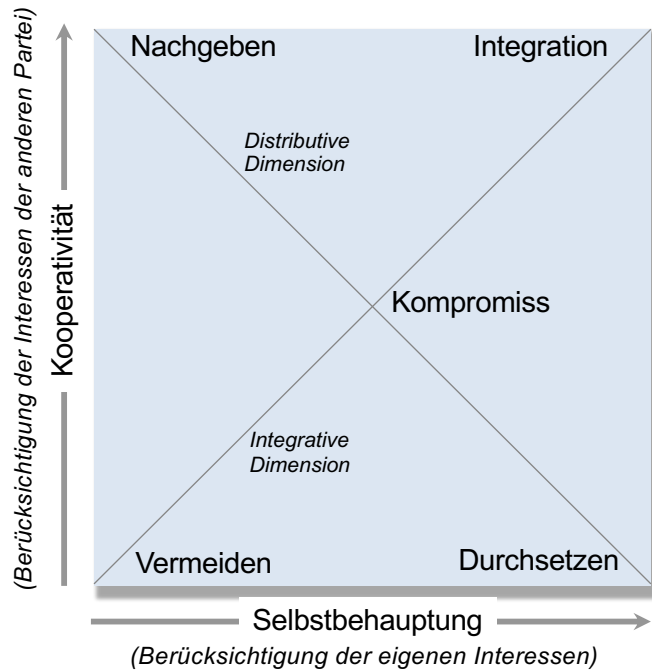 Nachgeben
Integration
Distributive
Dimension
(Berücksichtigung der Interessen der anderen Partei)
Kooperativität
Kompromiss
Integrative
Dimension
Vermeiden
Durchsetzen
Selbstbehauptung
(Berücksichtigung der eigenen Interessen)